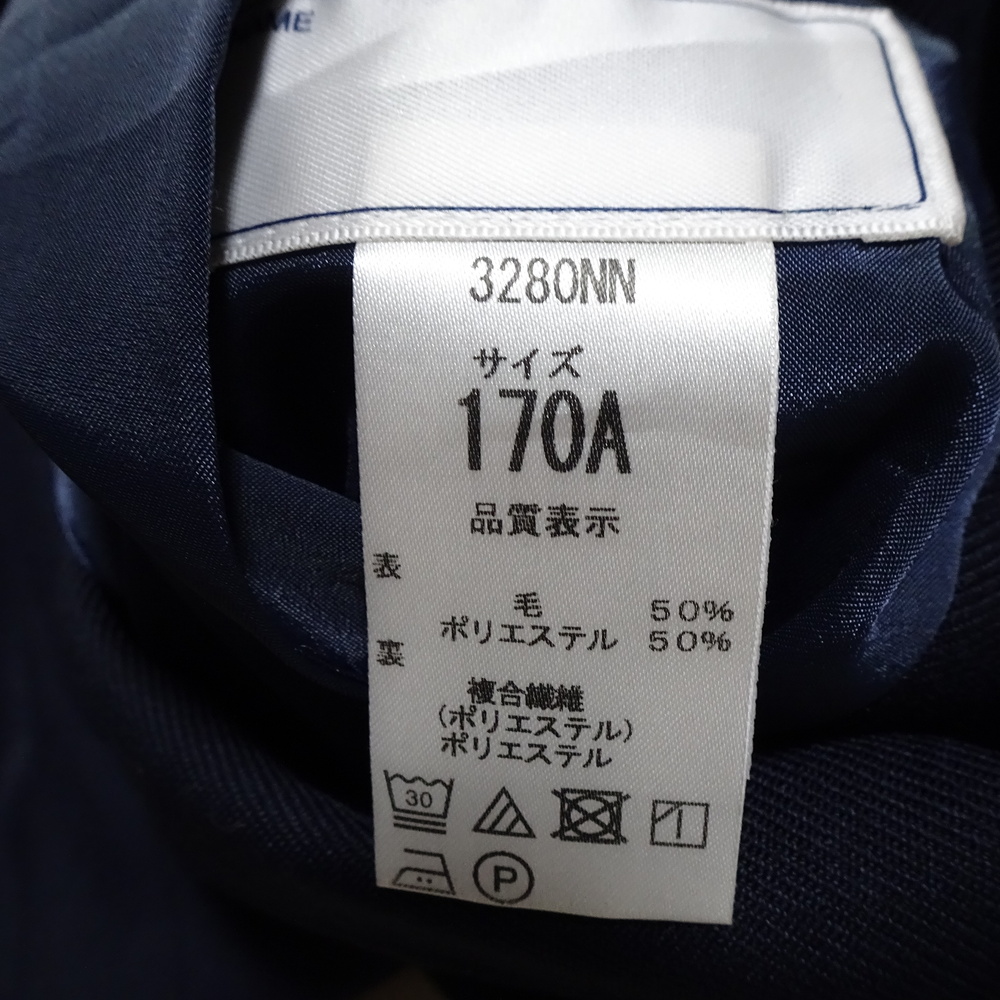 3280NN
サイズ
170A
品質表示
表
毛 50%
ポリエステル 50%
裏
複合繊維
(ポリエステル)
ポリエステル
30
P